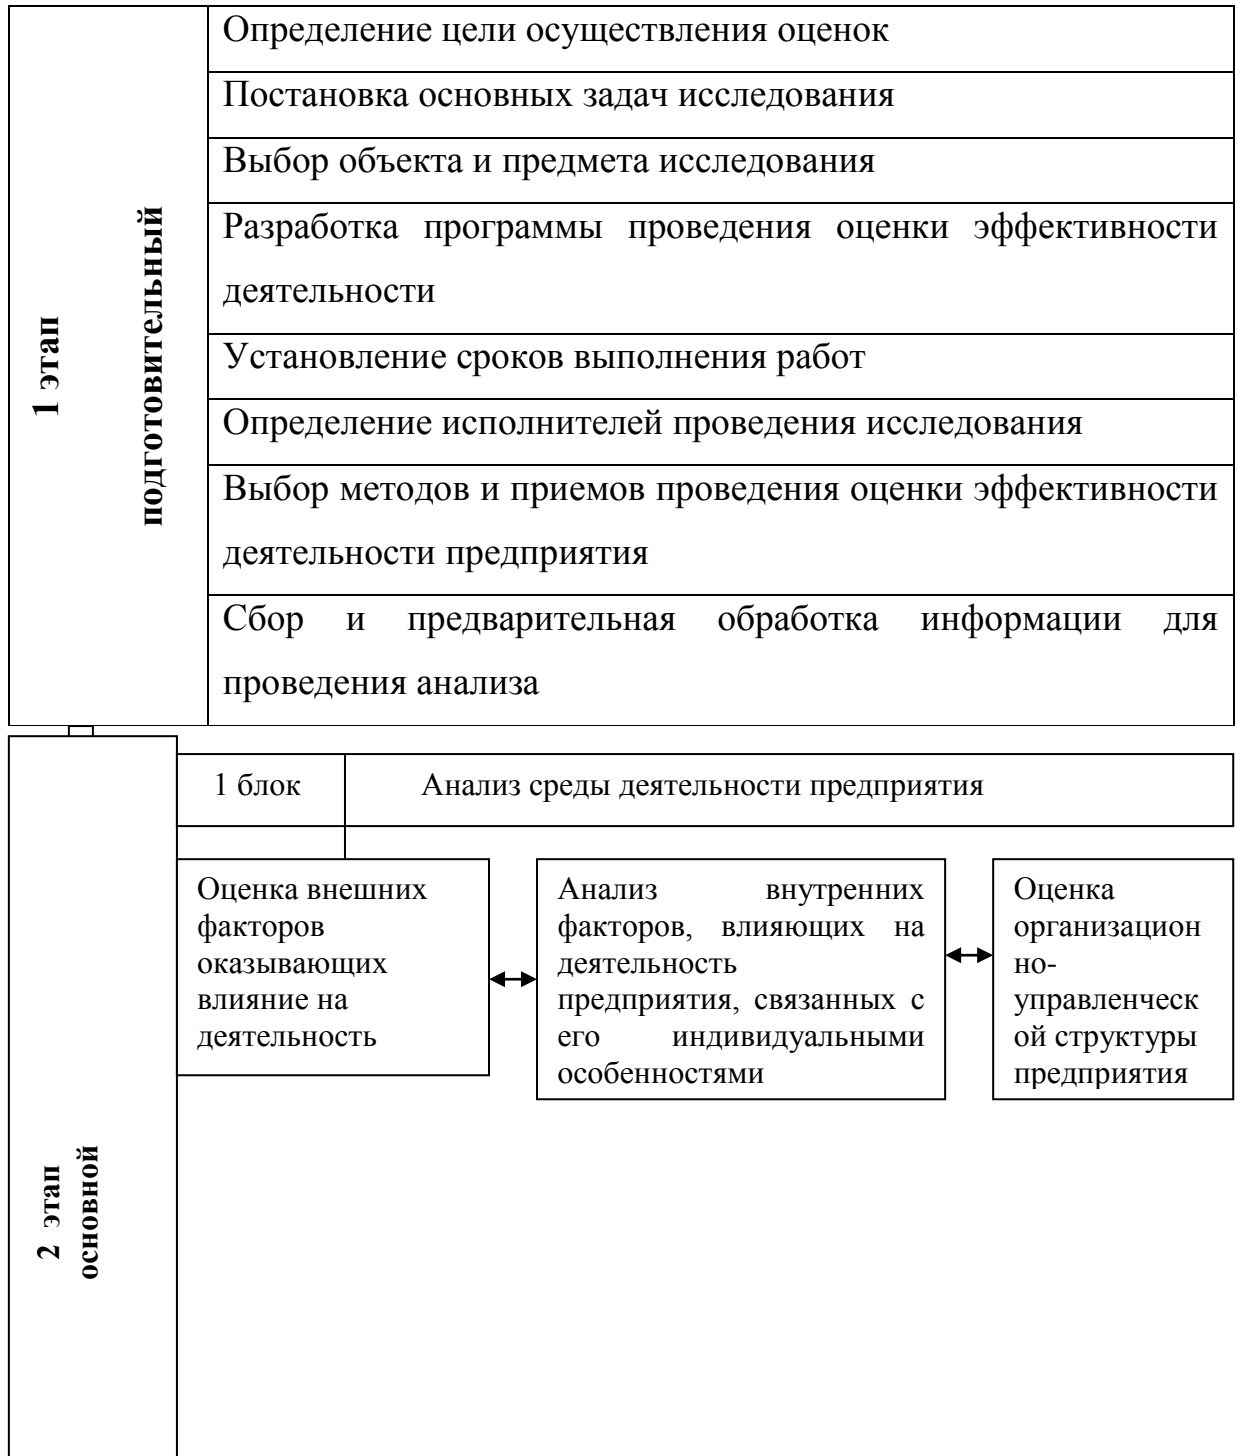 1 этап
подготовительный
Определение цели осуществления оценок
Постановка основных задач исследования
Выбор объекта и предмета исследования
Разработка программы проведения оценки эффективности
деятельности
Установление сроков выполнения работ
Определение исполнителей проведения исследования
Выбор методов и приемов проведения оценки эффективности
деятельности предприятия
Сбор и предварительная обработка информации для
проведения анализа
2 этап
основной
1 блок
Анализ среды деятельности предприятия
Оценка внешних
факторов
оказывающих
влияние на
деятельность
Анализ внутренних
факторов, влияющих на
деятельность
предприятия, связанных с
его индивидуальными
особенностями
Оценка
организацион
но-
управленческ
ой структуры
предприятия